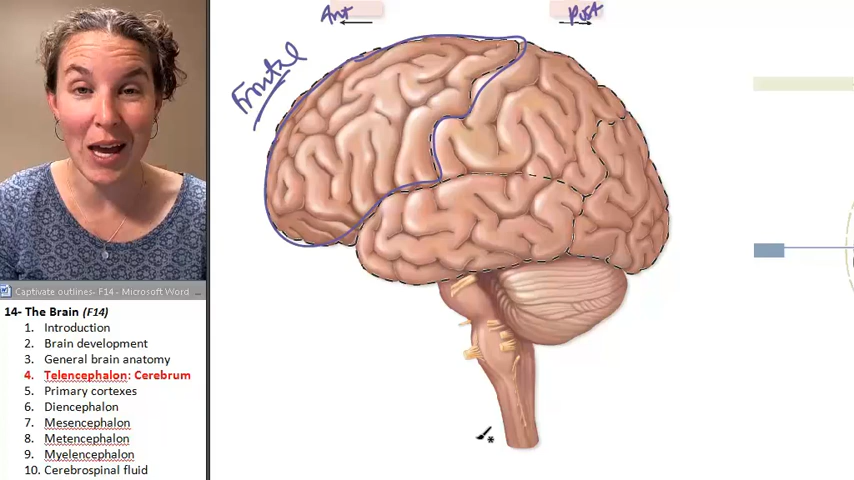 Ant
Post
Frontal
Captivate outlines- F14 - Microsoft Word
14- The Brain (F14)
1. Introduction
2. Brain development
3. General brain anatomy
4. Telencephalon: Cerebrum
5. Primary cortexes
6. Diencephalon
7. Mesencephalon
8. Metencephalon
9. Myelencephalon
10. Cerebrospinal fluid